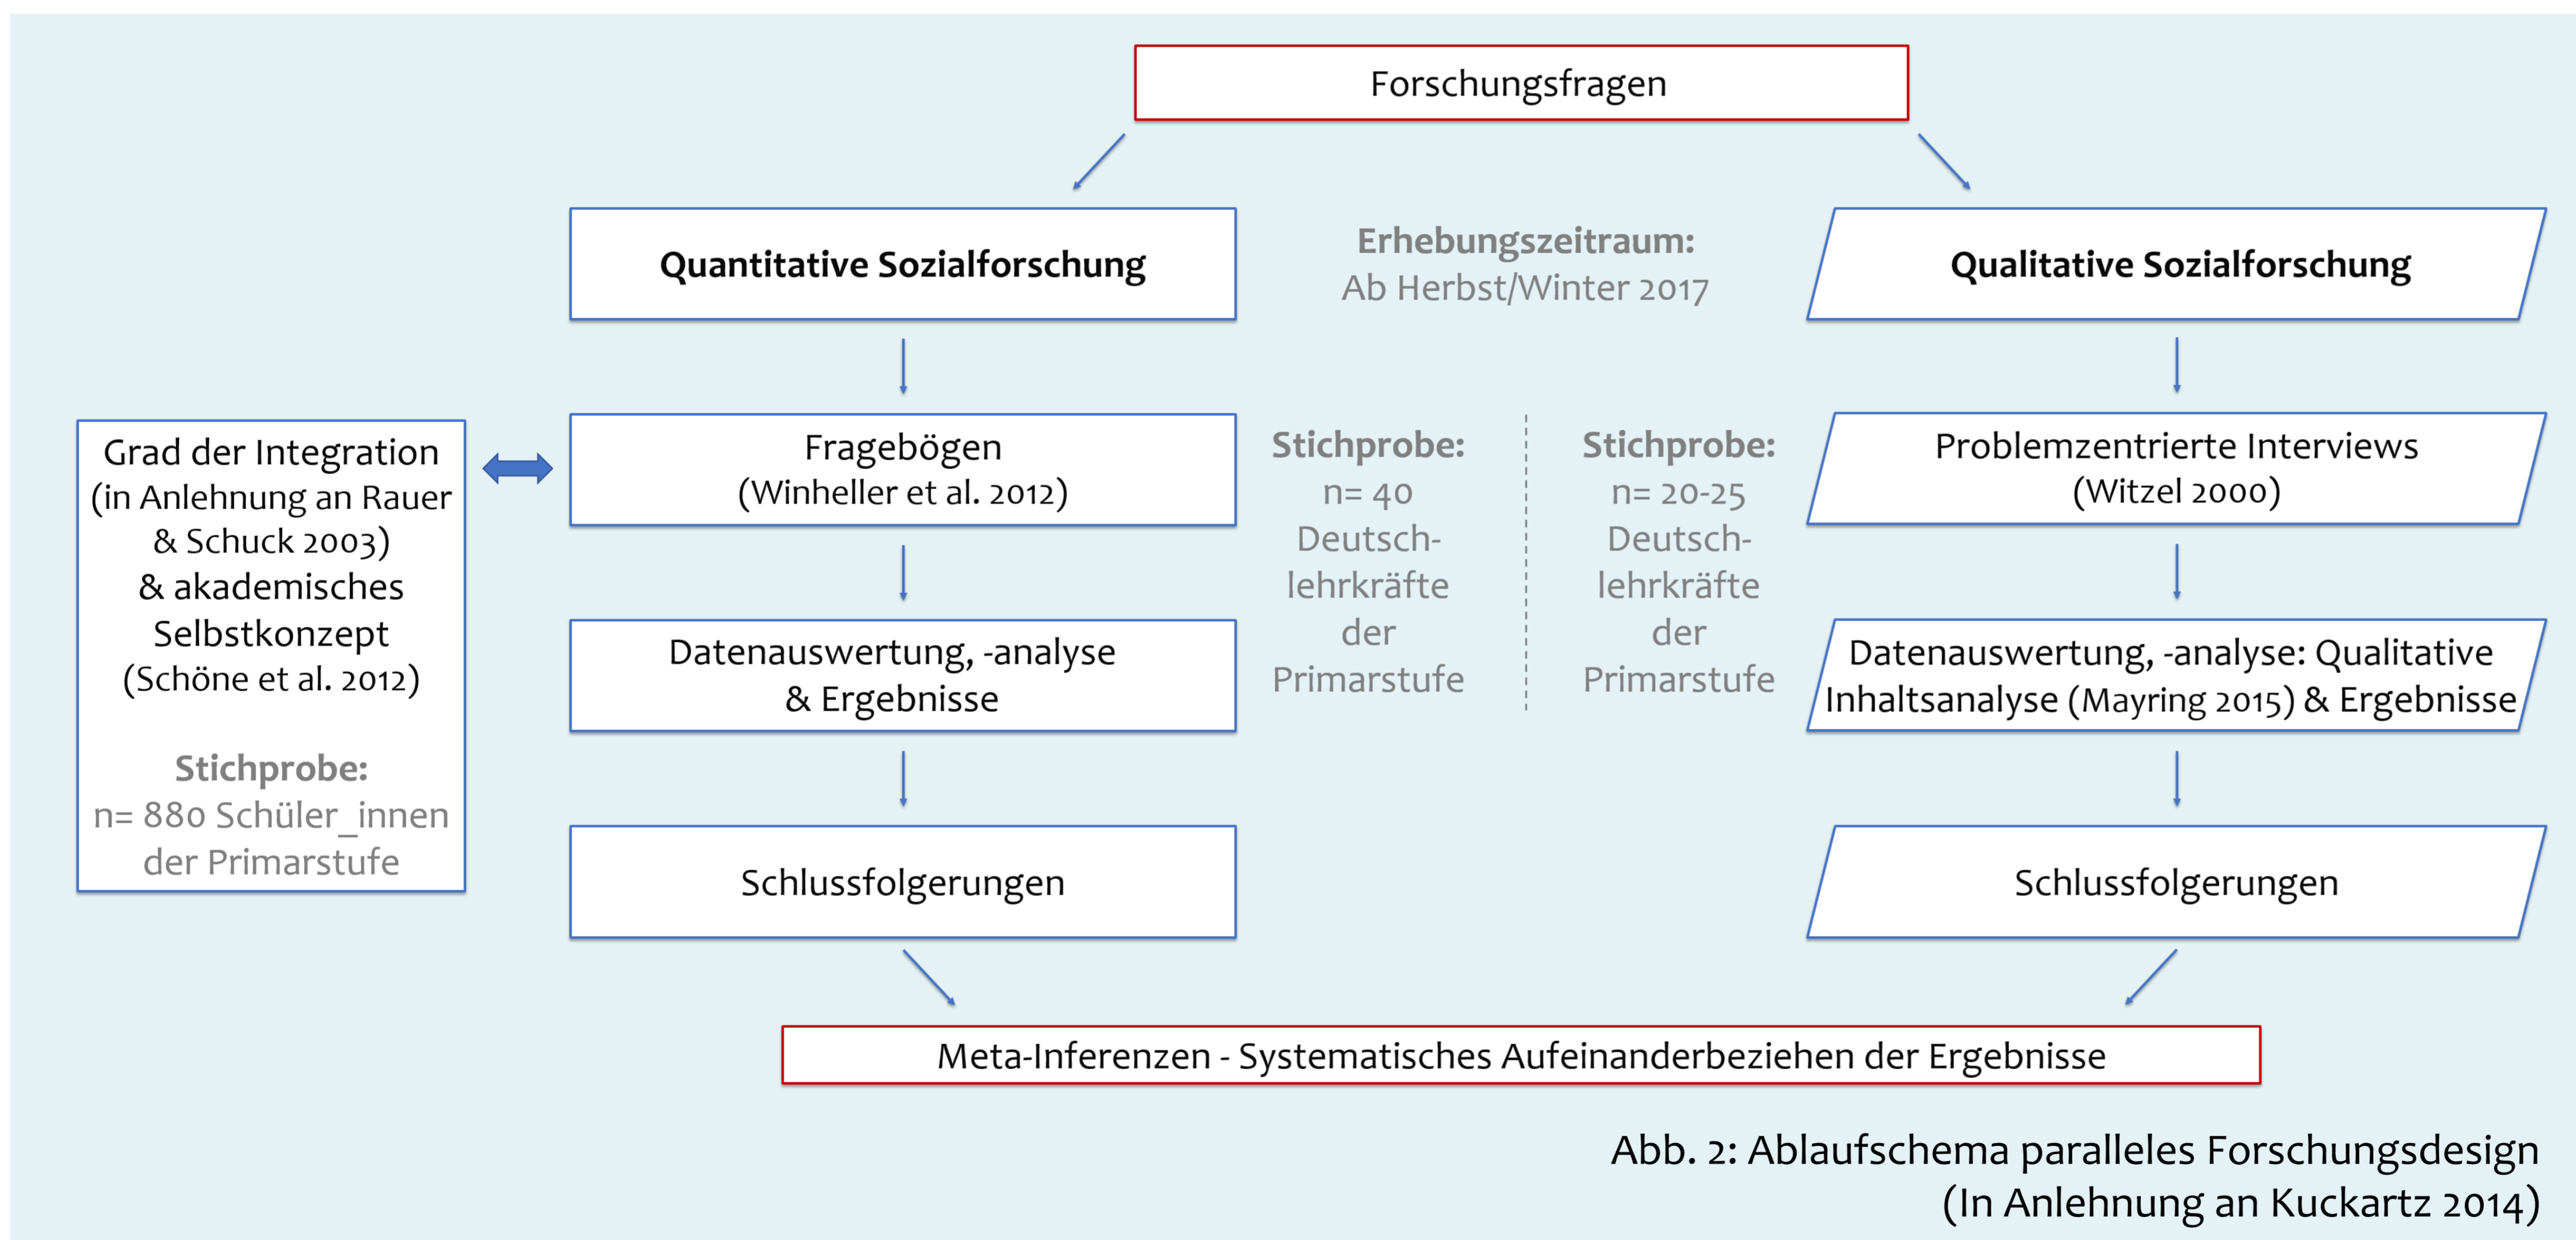 Forschungsfragen
Quantitative Sozialforschung
Erhebungszeitraum:
Ab Herbst/Winter 2017
Qualitative Sozialforschung
Grad der Integration
(in Anlehnung an Rauer
& Schuck 2003)
& akademisches
Selbstkonzept
(Schöne et al. 2012)
Stichprobe:
n= 880 Schüler_innen
der Primarstufe
Fragebögen
(Winheller et al. 2012)
Stichprobe:
n= 40
Deutsch-
lehrkräfte
der
Primarstufe
Stichprobe:
n= 20-25
Deutsch-
lehrkräfte
der
Primarstufe
Problemzentrierte Interviews
(Witzel 2000)
Datenauswertung, -analyse
& Ergebnisse
Datenauswertung, -analyse: Qualitative
Inhaltsanalyse (Mayring 2015) & Ergebnisse
Schlussfolgerungen
Schlussfolgerungen
Meta-Inferenzen - Systematisches Aufeinanderbeziehen der Ergebnisse
Abb. 2: Ablaufschema paralleles Forschungsdesign
(In Anlehnung an Kuckartz 2014)